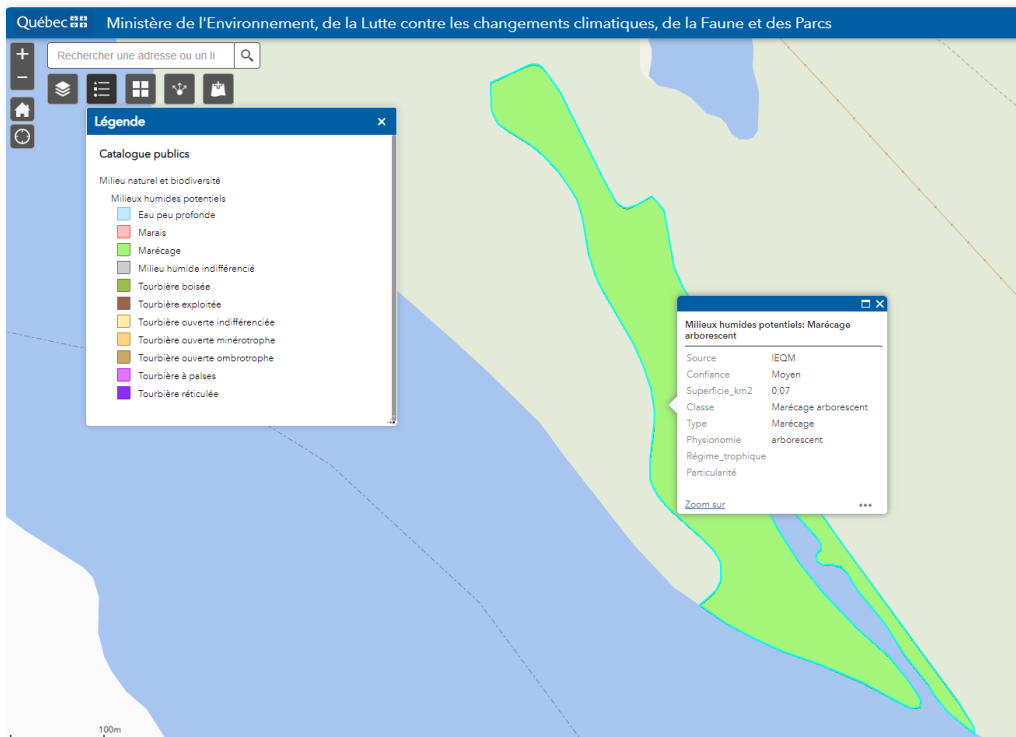 Québec Ministère de l'Environnement, de la Lutte contre les changements climatiques, de la Faune et des Parcs
+
Rechercher une adresse ou un li
−
Légende ×
Catalogue publics
Milieu naturel et biodiversité
Milieux humides potentiels
Eau peu profonde
Marais
Marécage
Milieu humide indifférencié
Tourbière boisée
Tourbière exploitée
Tourbière ouverte indifférenciée
Tourbière ouverte minérotrophe
Tourbière ouverte ombrotrophe
Tourbière à palses
Tourbière réticulée
Milieux humides potentiels: Marécage
arborescent
Source IEQM
Confiance Moyen
Superficie_km2 0,07
Classe Marécage arborescent
Type Marécage
Physionomie arborescent
Régime_trophique
Particularité
Zoom sur •••
100m